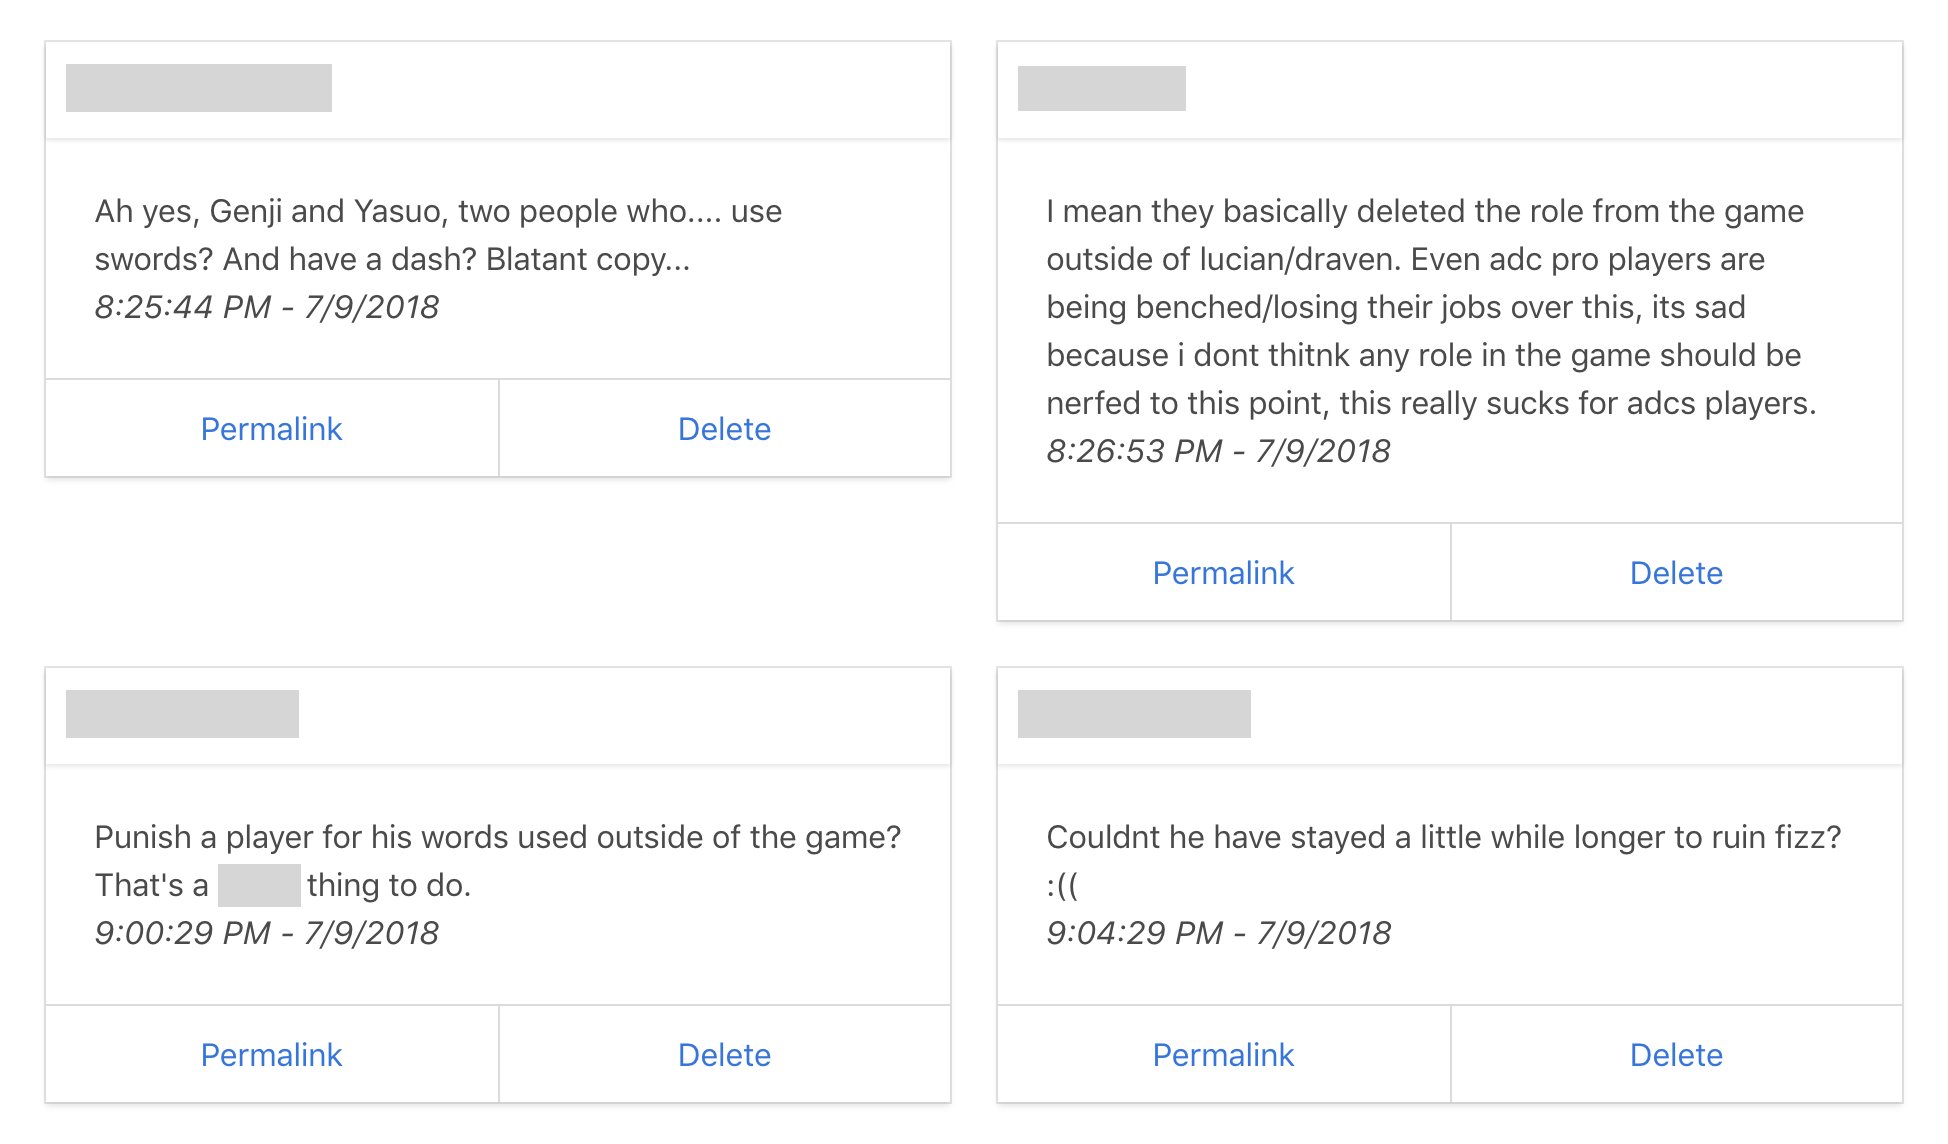 Ah yes, Genji and Yasuo, two people who.... use
swords? And have a dash? Blatant copy...
8:25:44 PM - 7/9/2018
Permalink
Delete
I mean they basically deleted the role from the game
outside of lucian/draven. Even adc pro players are
being benched/losing their jobs over this, its sad
because i dont thitnk any role in the game should be
nerfed to this point, this really sucks for adcs players.
8:26:53 PM - 7/9/2018
Permalink
Delete
Punish a player for his words used outside of the game?
That's a thing to do.
9:00:29 PM - 7/9/2018
Permalink
Delete
Couldnt he have stayed a little while longer to ruin fizz?
:((
9:04:29 PM - 7/9/2018
Permalink
Delete